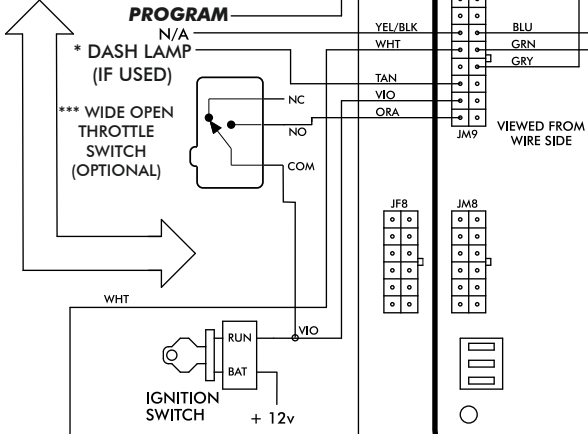 PROGRAM
N/A
YEL/BLK
BLU
* DASH LAMP
(IF USED)
WHT
GRN
GRY
TAN
NC
VIO
*** WIDE OPEN
THROTTLE
SWITCH
(OPTIONAL)
ORA
NO
JM9
VIEWED FROM
WIRE SIDE
COM
JF8
JM8
WHT
RUN
VIO
BAT
IGNITION
SWITCH
+ 12v